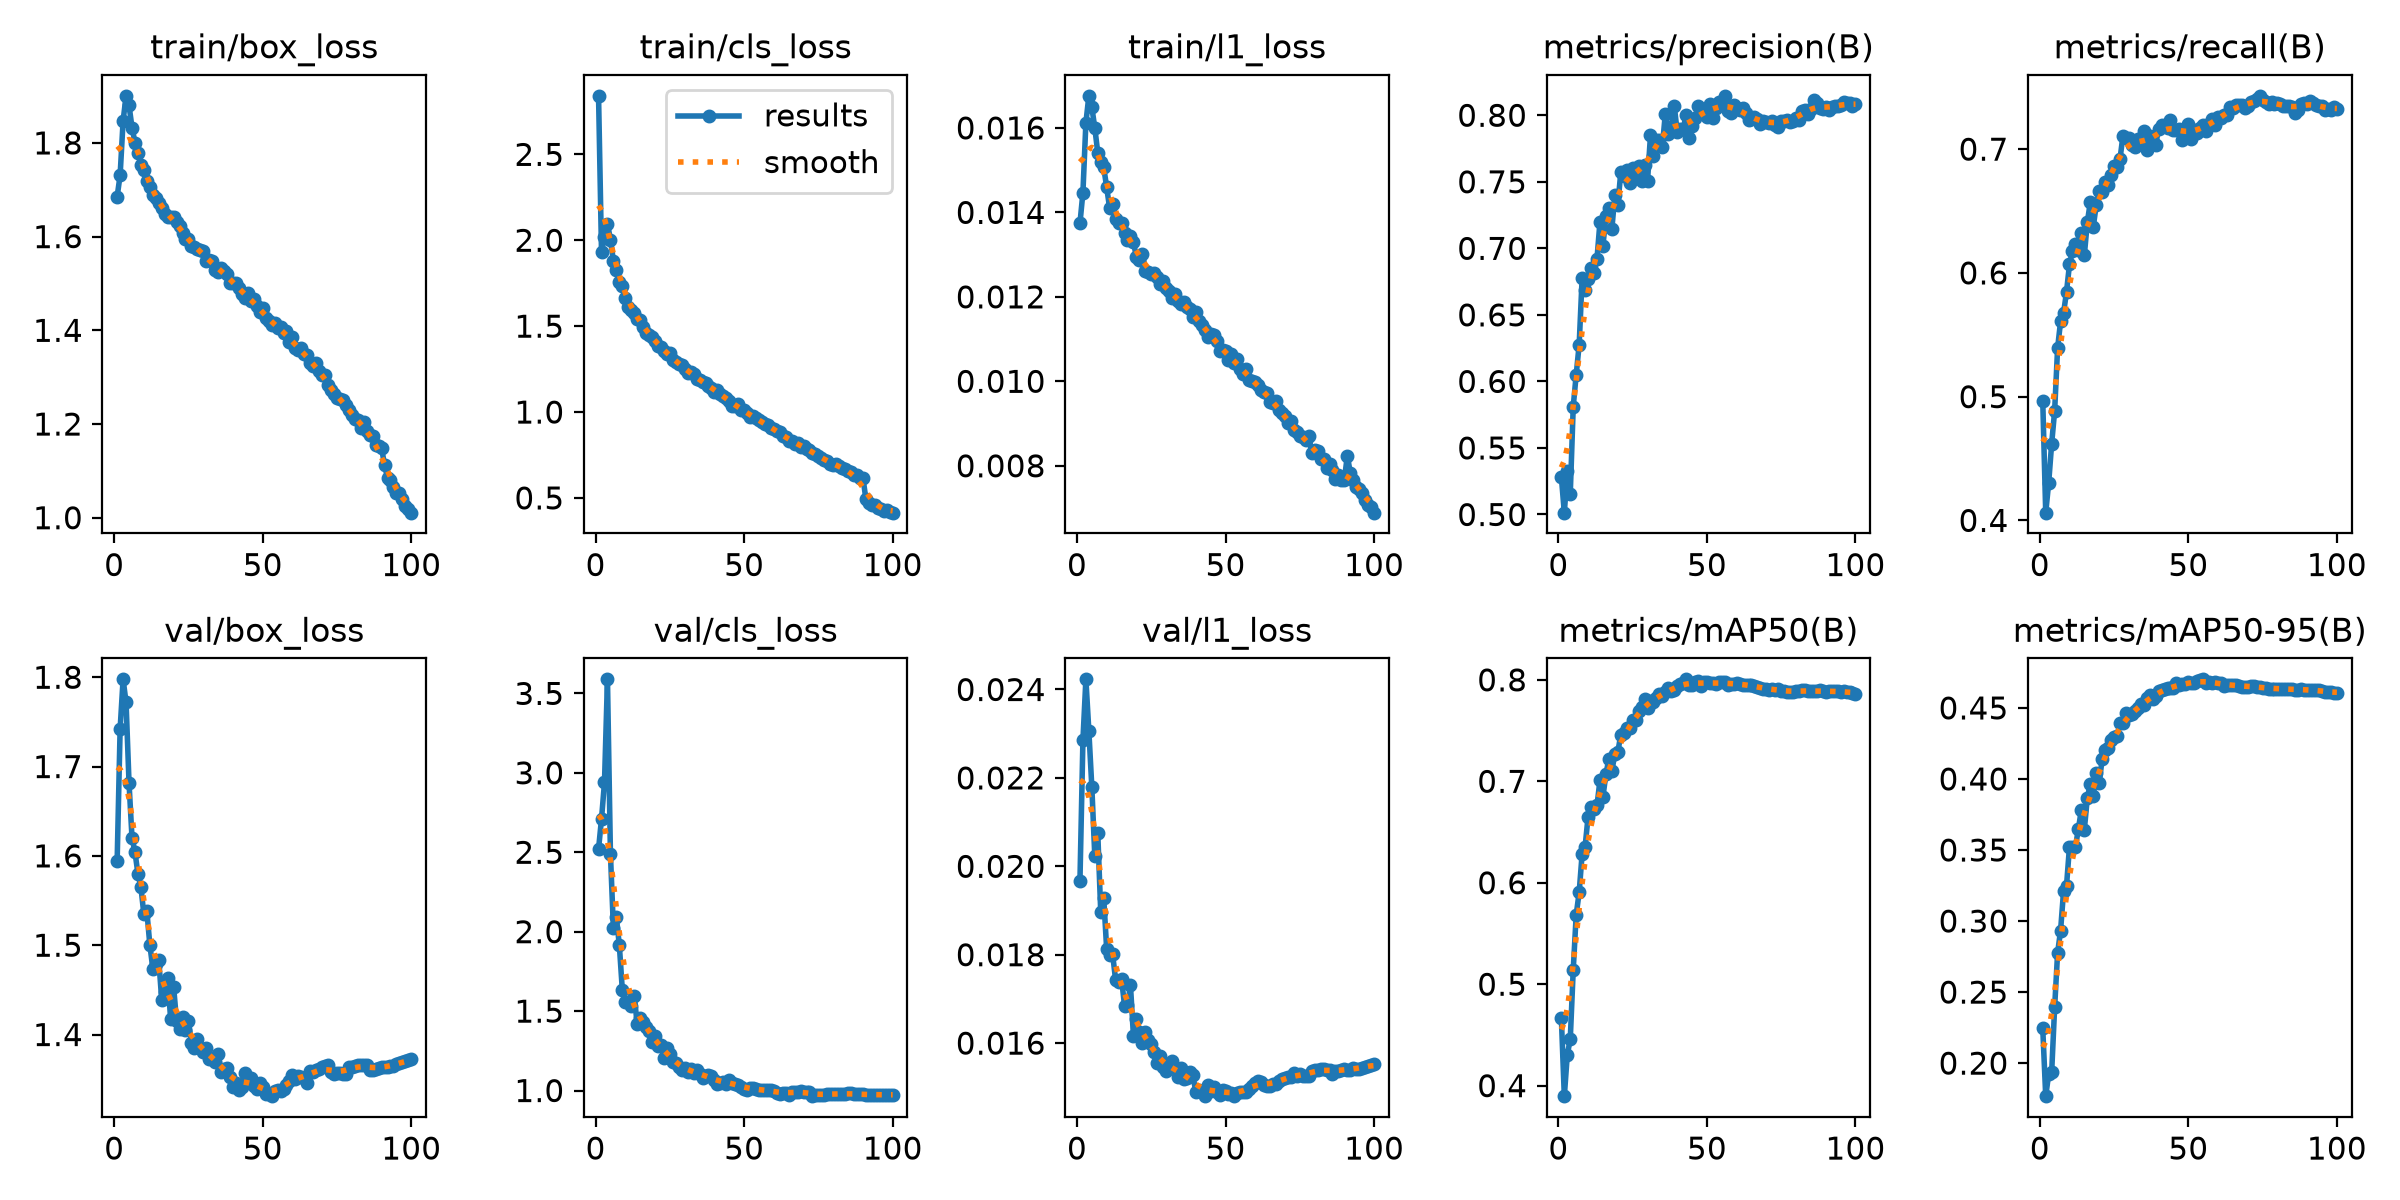 train/box_loss
1.8
1.6
1.4
1.2
1.0
0 50 100
train/cls_loss
results
smooth
2.5
2.0
1.5
1.0
0.5
0 50 100
train/l1_loss
0.016
0.014
0.012
0.010
0.008
0 50 100
metrics/precision(B)
0.80
0.75
0.70
0.65
0.60
0.55
0.50
0 50 100
metrics/recall(B)
0.7
0.6
0.5
0.4
0 50 100
val/box_loss
1.8
1.7
1.6
1.5
1.4
0 50 100
val/cls_loss
3.5
3.0
2.5
2.0
1.5
1.0
0 50 100
val/l1_loss
0.024
0.022
0.020
0.018
0.016
0 50 100
metrics/mAP50(B)
0.8
0.7
0.6
0.5
0.4
0 50 100
metrics/mAP50-95(B)
0.45
0.40
0.35
0.30
0.25
0.20
0 50 100